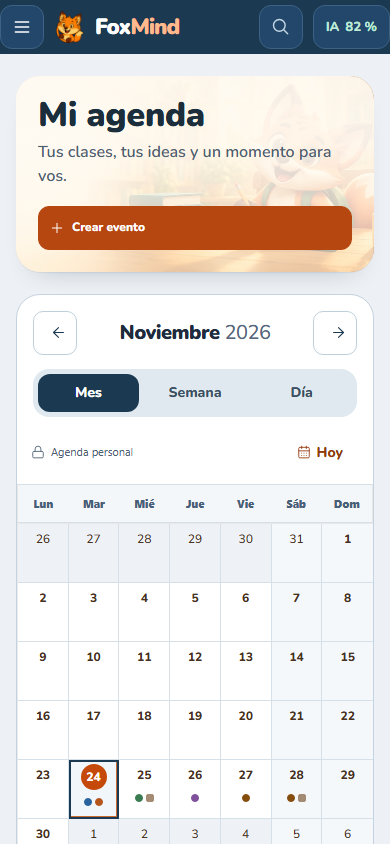 FoxMind
IA 82 %
Mi agenda
Tus clases, tus ideas y un momento para
vos.
+ Crear evento
Noviembre 2026
Mes Semana Día
Agenda personal Hoy
Lun Mar Mié Jue Vie Sáb Dom
26 27 28 29 30 31 1
2 3 4 5 6 7 8
9 10 11 12 13 14 15
16 17 18 19 20 21 22
23 24 25 26 27 28 29
30 1 2 3 4 5 6